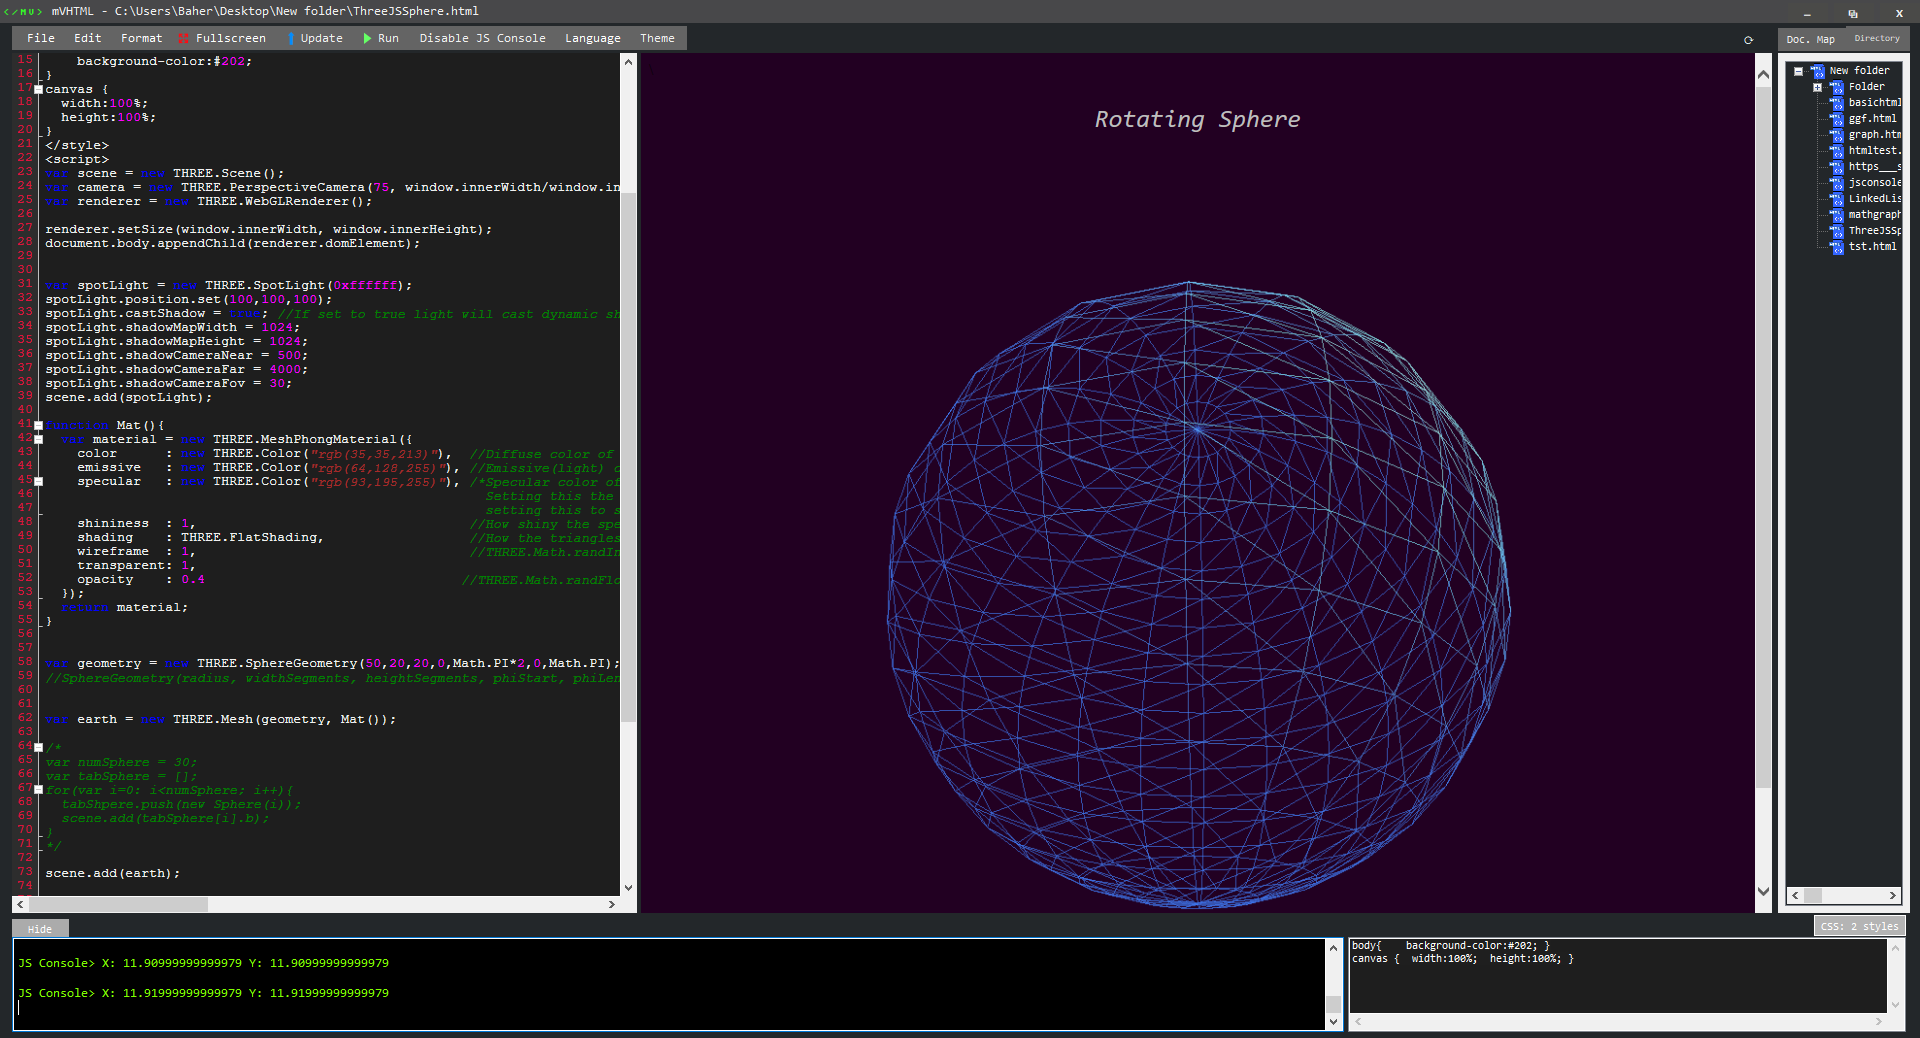 mVHTML - C:\Users\Baher\Desktop\New folder\ThreeJSSphere.html
File Edit Format Fullscreen Update Run Disable JS Console Language Theme
Doc. Map Directory
15 background-color:#202;
16 }
17 canvas {
18 width:100%;
19 height:100%;
20 }
21 </style>
22 <script>
23 var scene = new THREE.Scene();
24 var camera = new THREE.PerspectiveCamera(75, window.innerWidth/window.in
25 var renderer = new THREE.WebGLRenderer();
26
27 renderer.setSize(window.innerWidth, window.innerHeight);
28 document.body.appendChild(renderer.domElement);
29
30
31 var spotLight = new THREE.SpotLight(0xffffff);
32 spotLight.position.set(100,100,100);
33 spotLight.castShadow = true; //If set to true light will cast dynamic sh
34 spotLight.shadowMapWidth = 1024;
35 spotLight.shadowMapHeight = 1024;
36 spotLight.shadowCameraNear = 500;
37 spotLight.shadowCameraFar = 4000;
38 spotLight.shadowCameraFov = 30;
39 scene.add(spotLight);
40
41 function Mat(){
42 var material = new THREE.MeshPhongMaterial({
43 color : new THREE.Color("rgb(35,35,213)"), //Diffuse color of
44 emissive : new THREE.Color("rgb(64,128,255)"), //Emissive(light) c
45 specular : new THREE.Color("rgb(93,195,255)"), /*Specular color of
46 Setting this the
47 setting this to s
48 shininess : 1, //How shiny the spe
49 shading : THREE.FlatShading, //How the triangles
50 wireframe : 1, //THREE.Math.randIn
51 transparent: 1,
52 opacity : 0.4 //THREE.Math.randFlo
53 });
54 return material;
55 }
56
57
58 var geometry = new THREE.SphereGeometry(50,20,20,0,Math.PI*2,0,Math.PI);
59 //SphereGeometry(radius, widthSegments, heightSegments, phiStart, phiLen
60
61
62 var earth = new THREE.Mesh(geometry, Mat());
63
64 /*
65 var numSphere = 30;
66 var tabSphere = [];
67 for(var i=0: i<numSphere; i++){
68 tabShpere.push(new Sphere(i));
69 scene.add(tabSphere[i].b);
70 }
71 */
72
73 scene.add(earth);
74
Rotating Sphere
New folder
Folder
basichtml
ggf.html
graph.htm
htmltest.
https___s
jsconsole
LinkedLis
mathgraph
ThreeJSSp
tst.html
Hide
JS Console> X: 11.90999999999979 Y: 11.90999999999979
JS Console> X: 11.91999999999979 Y: 11.91999999999979
CSS: 2 styles
body{ background-color:#202; }
canvas { width:100%; height:100%; }